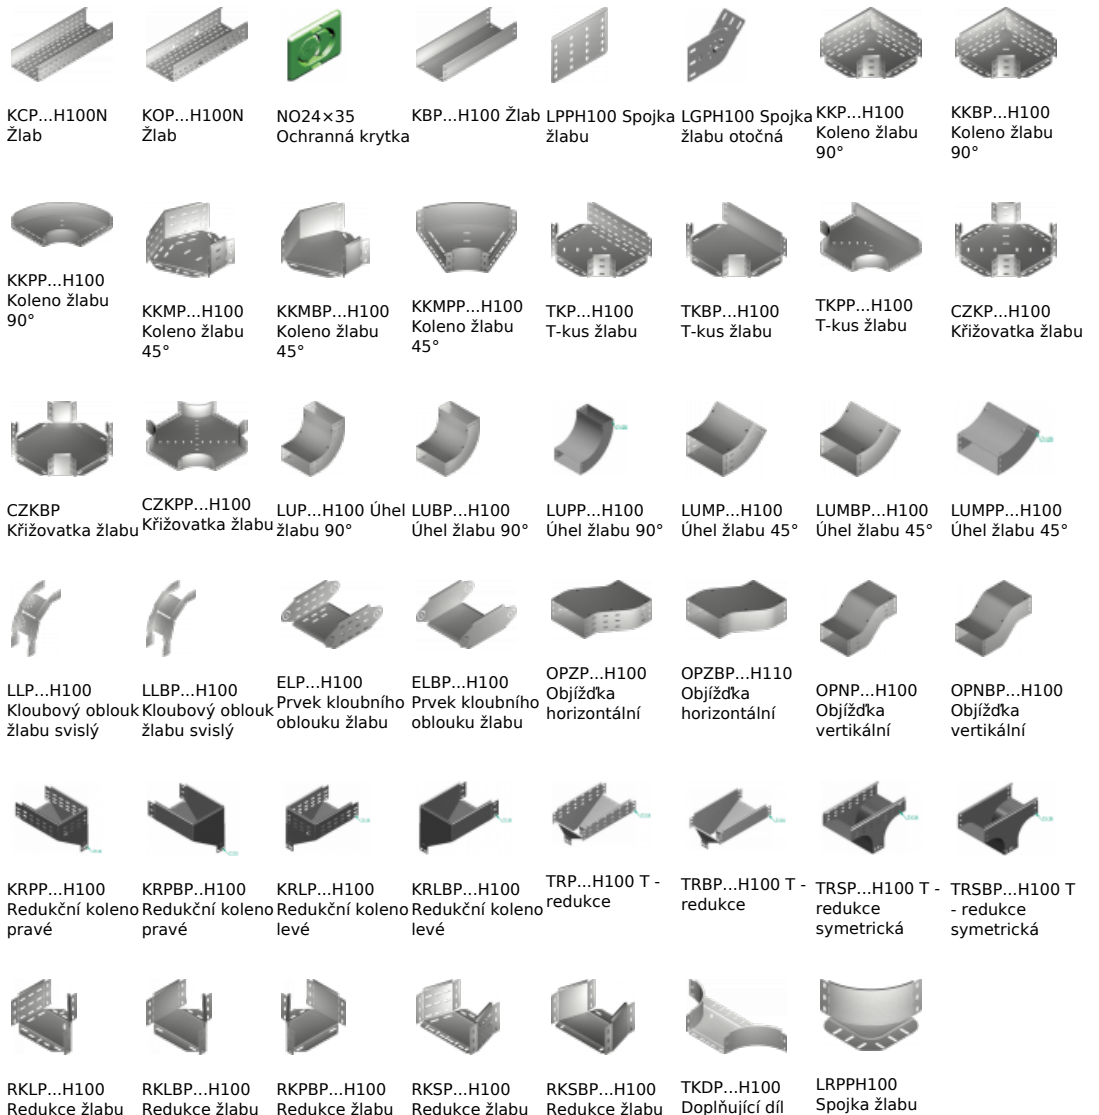 KCP...H100N
Žlab
KOP...H100N
Žlab
NO24×35
Ochranná krytka
KBP...H100 Žlab
LPPH100 Spojka
žlabu
LGPH100 Spojka
žlabu otočná
KKP...H100
Koleno žlabu
90°
KKBP...H100
Koleno žlabu
90°
KKPP...H100
Koleno žlabu
90°
KKMP...H100
Koleno žlabu
45°
KKMBP...H100
Koleno žlabu
45°
KKMPP...H100
Koleno žlabu
45°
TKP...H100
T-kus žlabu
TKBP...H100
T-kus žlabu
TKPP...H100
T-kus žlabu
CZKP...H100
Křižovatka žlabu
CZKBP
Křižovatka žlabu
CZKPP...H100
Křižovatka žlabu
LUP...H100 Úhel
žlabu 90°
LUBP...H100
Úhel žlabu 90°
LUPP...H100
Úhel žlabu 90°
LUMP...H100
Úhel žlabu 45°
LUMBP...H100
Úhel žlabu 45°
LUMPP...H100
Úhel žlabu 45°
LLP...H100
Kloubový oblouk
žlabu svislý
LLBP...H100
Kloubový oblouk
žlabu svislý
ELP...H100
Prvek kloubního
oblouku žlabu
ELBP...H100
Prvek kloubního
oblouku žlabu
OPZP...H100
Objížďka
horizontální
OPZBP...H110
Objížďka
horizontální
OPNP...H100
Objížďka
vertikální
OPNBP...H100
Objížďka
vertikální
KRPP...H100
Redukční koleno
pravé
KRPBP..H100
Redukční koleno
pravé
KRLP...H100
Redukční koleno
levé
KRLBP...H100
Redukční koleno
levé
TRP...H100 T -
redukce
TRBP...H100 T -
redukce
TRSP...H100 T -
redukce
symetrická
TRSBP...H100 T
- redukce
symetrická
RKLP...H100
Redukce žlabu
RKLBP...H100
Redukce žlabu
RKPBP...H100
Redukce žlabu
RKSP...H100
Redukce žlabu
RKSBP...H100
Redukce žlabu
TKDP...H100
Doplňující díl
LRPPH100
Spojka žlabu